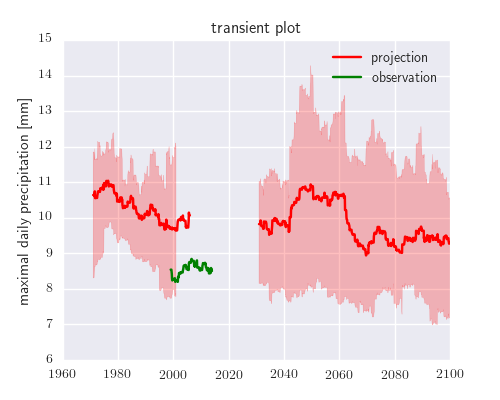 transient plot
projection
observation
maximal daily precipitation [mm]
15
14
13
12
11
10
9
8
7
6
1960 1980 2000 2020 2040 2060 2080 2100